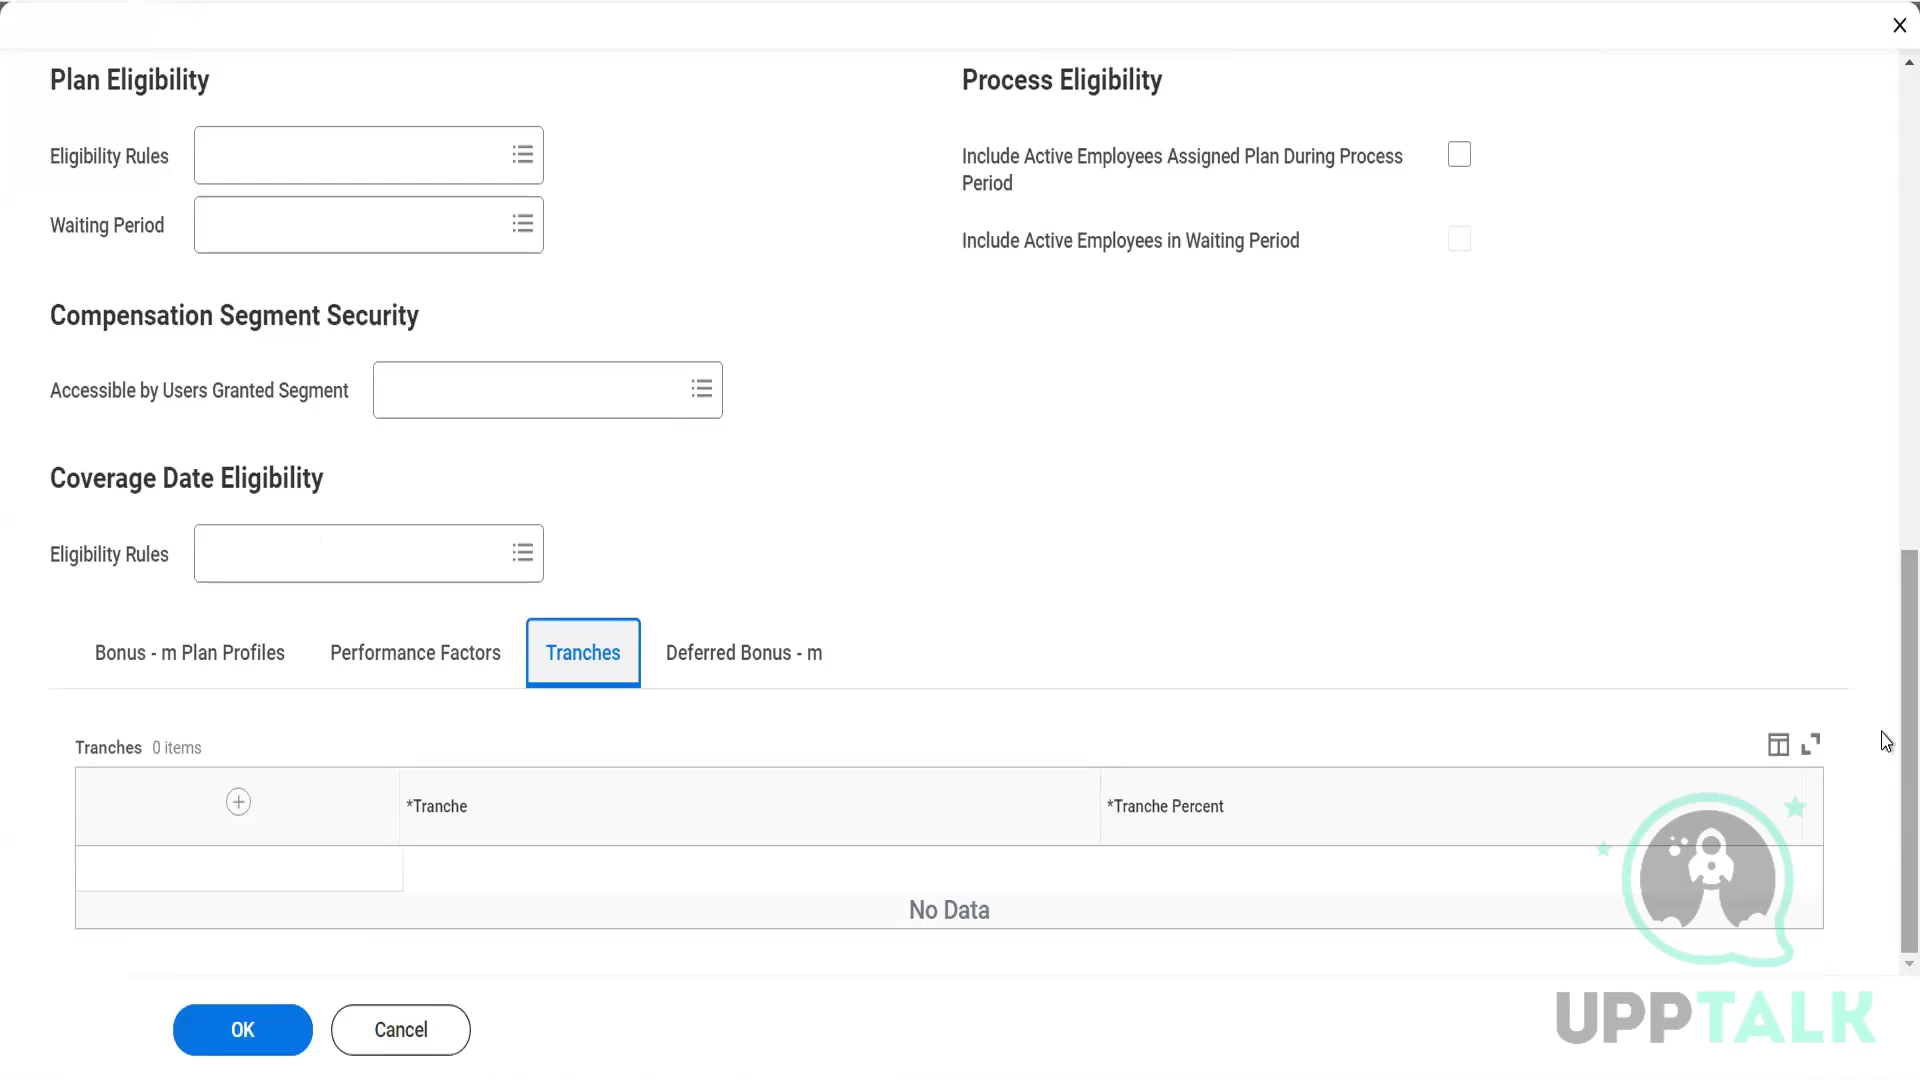 X
Plan Eligibility
Process Eligibility
Eligibility Rules
Include Active Employees Assigned Plan During Process
Period
Waiting Period
Include Active Employees in Waiting Period
Compensation Segment Security
Accessible by Users Granted Segment
Coverage Date Eligibility
Eligibility Rules
Bonus - m Plan Profiles
Performance Factors
Tranches
Deferred Bonus - m
Tranches 0 items
*Tranche
*Tranche Percent
No Data
OK
Cancel
UPPTALK